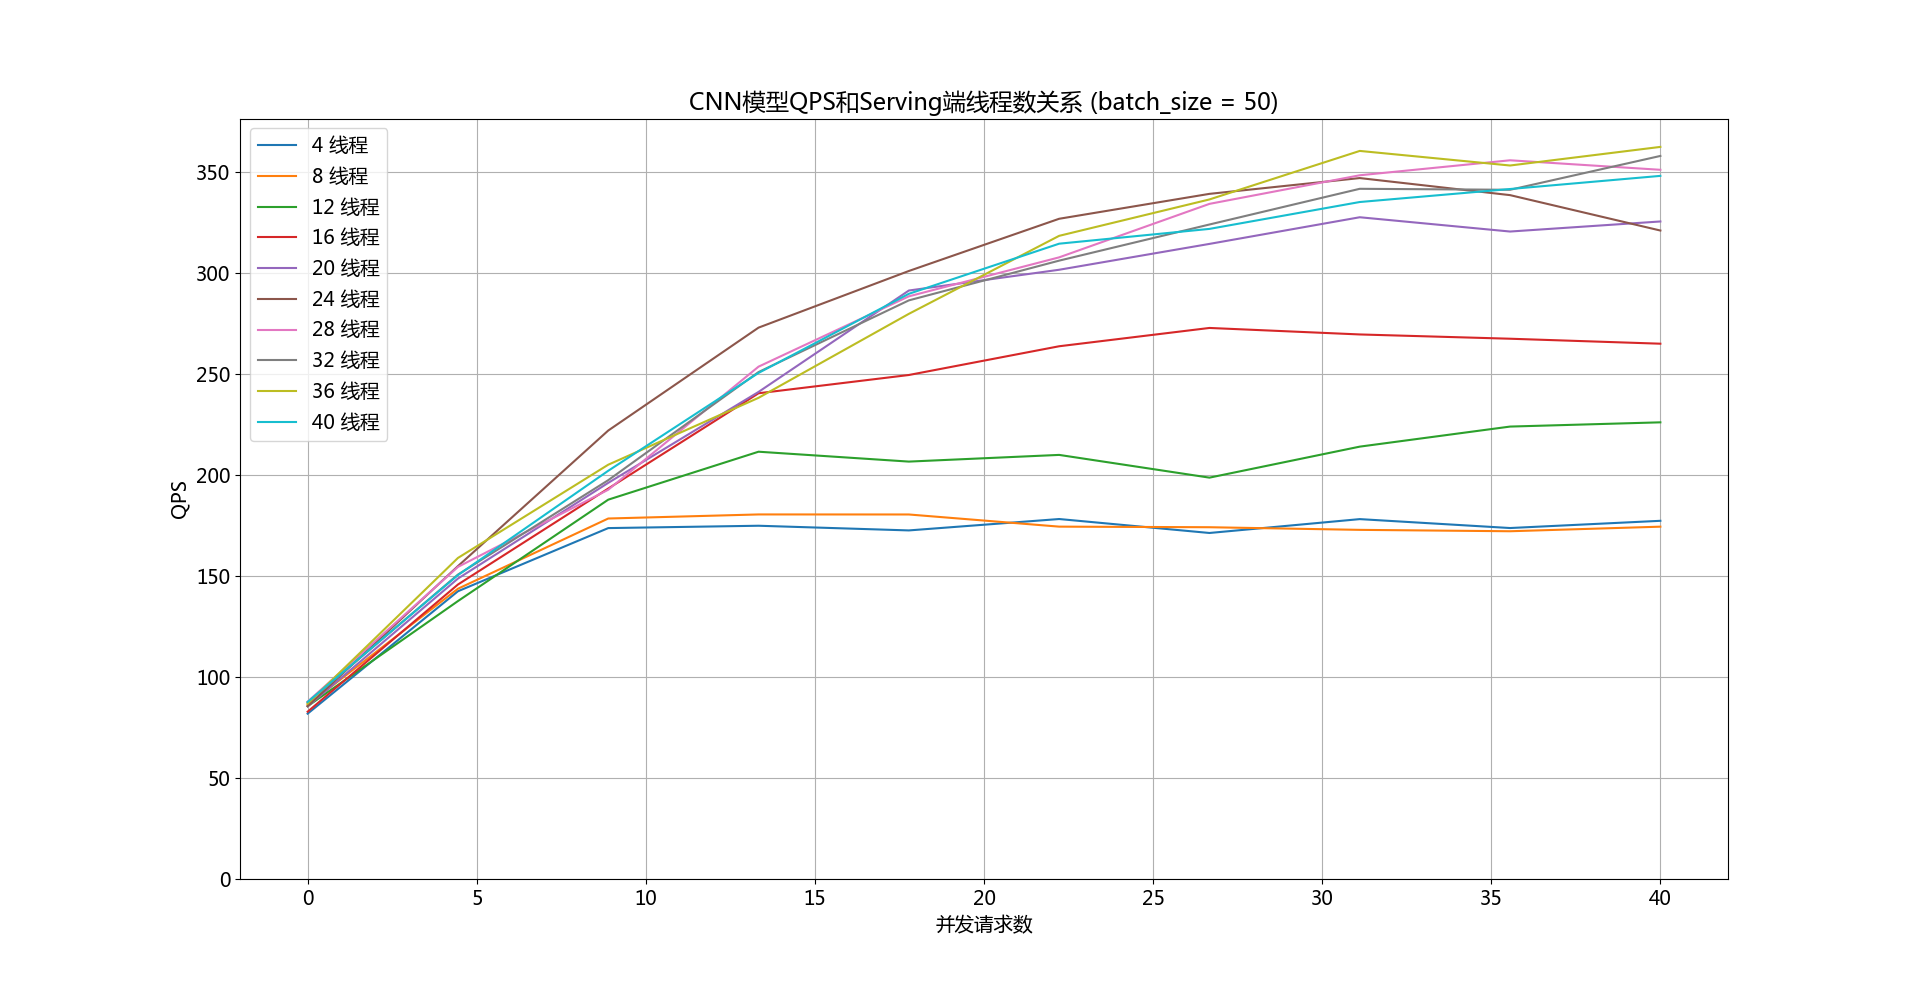 CNN模型QPS和Serving端线程数关系 (batch_size = 50)
4 线程
8 线程
12 线程
16 线程
20 线程
24 线程
28 线程
32 线程
36 线程
40 线程
QPS
350
300
250
200
150
100
50
0
0 5 10 15 20 25 30 35 40
并发请求数